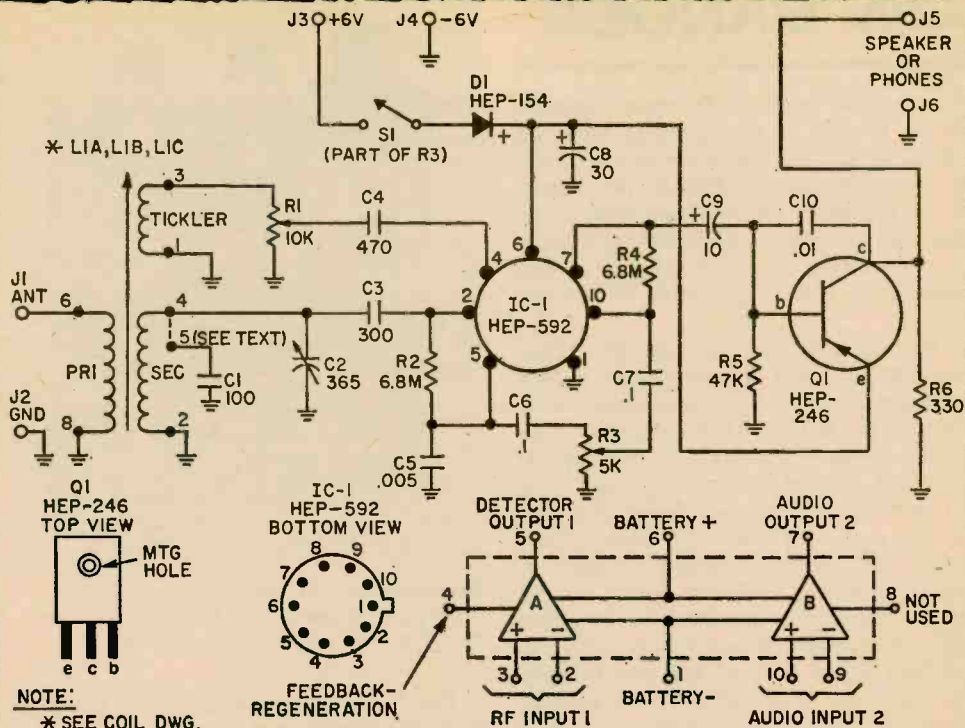 J3 +6V
J4 -6V
J5
SPEAKER
OR
PHONES
J6
D1
HEP-154
+
S1
(PART OF R3)
+
C8
30
* L1A, L1B, L1C
3
TICKLER
1
R1
10K
C4
470
4
6
7
R4
6.8M
C9
+
10
C10
.01
c
b
e
J1
ANT
6
PRI
4
5 (SEE TEXT)
SEC
C1
100
C2
365
C3
300
2
IC-1
HEP-592
10
5
1
R2
6.8M
C7
.1
R5
47K
Q1
HEP-
246
R6
330
J2
GND
8
2
C6
.1
R3
5K
C5
.005
Q1
HEP-246
TOP VIEW
MTG
HOLE
e c b
IC-1
HEP-592
BOTTOM VIEW
8 9
7 10
6 1
5 2
4 3
DETECTOR
OUTPUT 1
5
BATTERY +
6
AUDIO
OUTPUT 2
7
4
A
B
8 NOT
USED
+ -
+ -
3 2
1
10 9
FEEDBACK-
REGENERATION
RF INPUT 1
BATTERY-
AUDIO INPUT 2
NOTE:
* SEE COIL DWG.